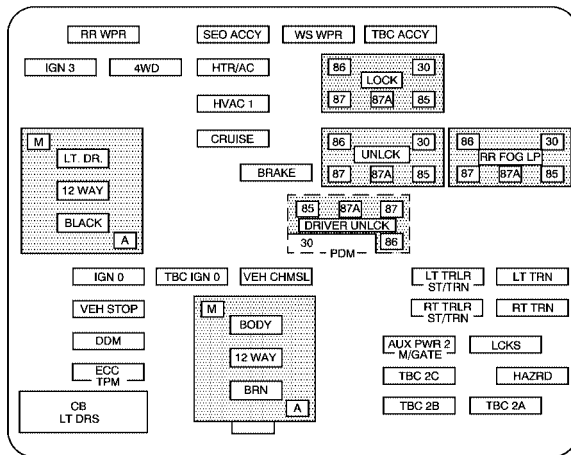 RR WPR
SEO ACCY
WS WPR
TBC ACCY
IGN 3
4WD
HTR/AC
86
30
LOCK
87
87A
85
HVAC 1
CRUISE
M
LT. DR.
12 WAY
BLACK
A
BRAKE
86
30
UNLCK
87
87A
85
86
30
RR FOG LP
87
87A
85
85
87A
87
DRIVER UNLCK
30
86
PDM
IGN 0
TBC IGN 0
VEH CHMSL
LT TRLR
ST/TRN
LT TRN
VEH STOP
M
BODY
12 WAY
BRN
A
RT TRLR
ST/TRN
RT TRN
DDM
AUX PWR 2
M/GATE
LCKS
ECC
TPM
TBC 2C
HAZRD
CB
LT DRS
TBC 2B
TBC 2A